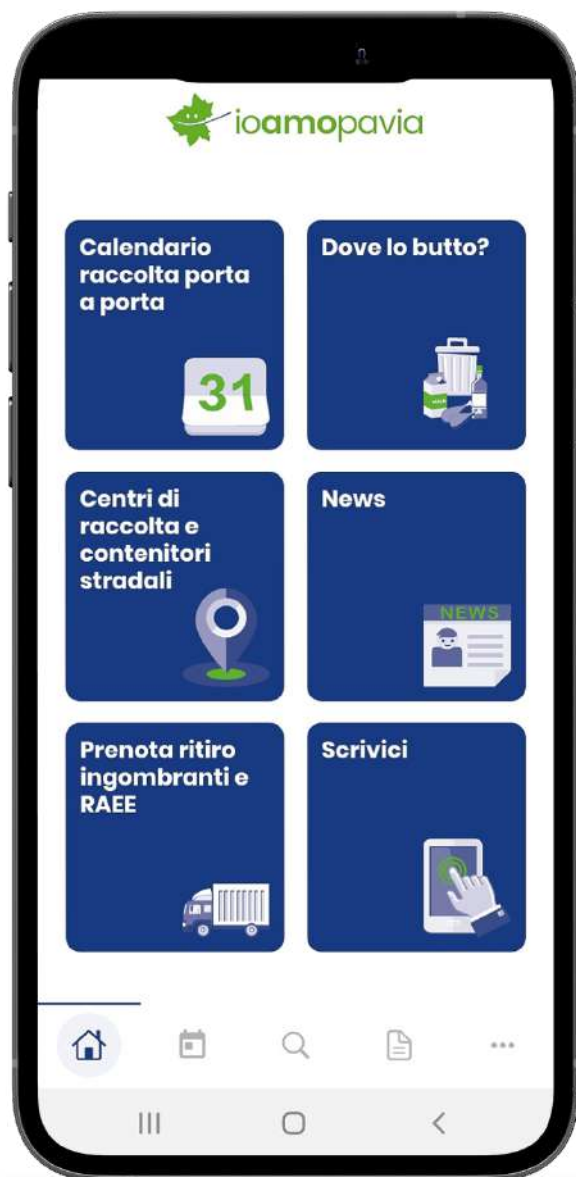 ioamopavia
Calendario
raccolta porta
a porta
31
Dove lo butto?
Centri di
raccolta e
contenitori
stradali
News
NEWS
Prenota ritiro
ingombranti e
RAEE
Scrivici